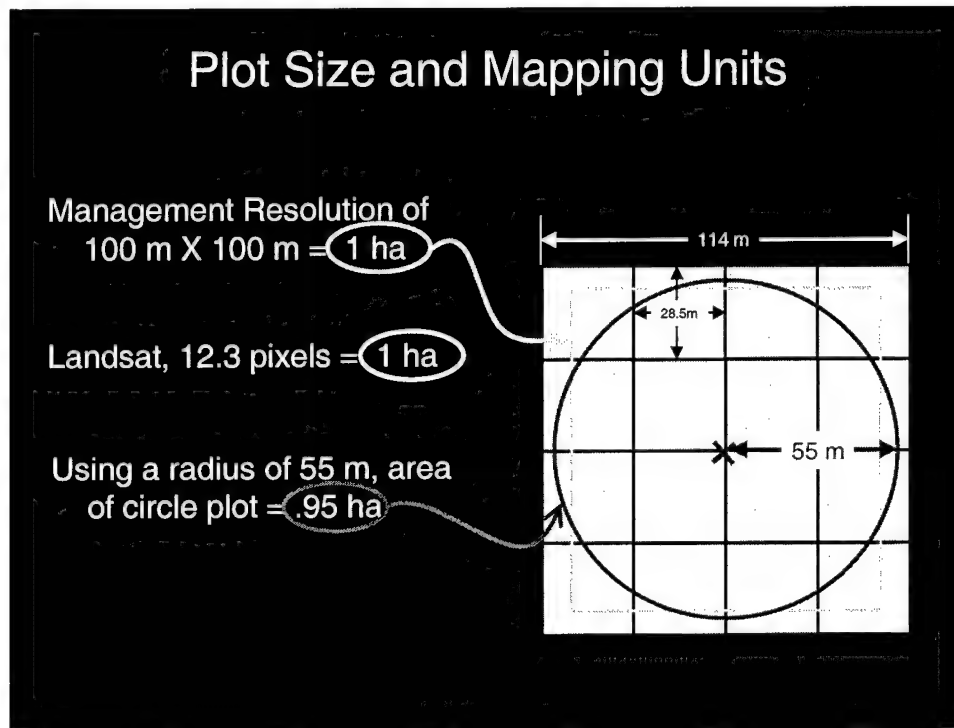 Plot Size and Mapping Units
Management Resolution of
100 m X 100 m = 1 ha
Landsat, 12.3 pixels = 1 ha
Using a radius of 55 m, area
of circle plot = .95 ha
114 m
28.5m
55 m